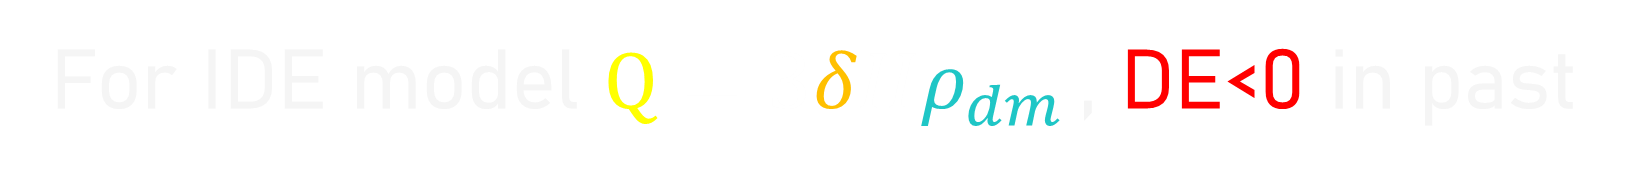 For IDE model Q δ ρ_dm , DE<0 in past